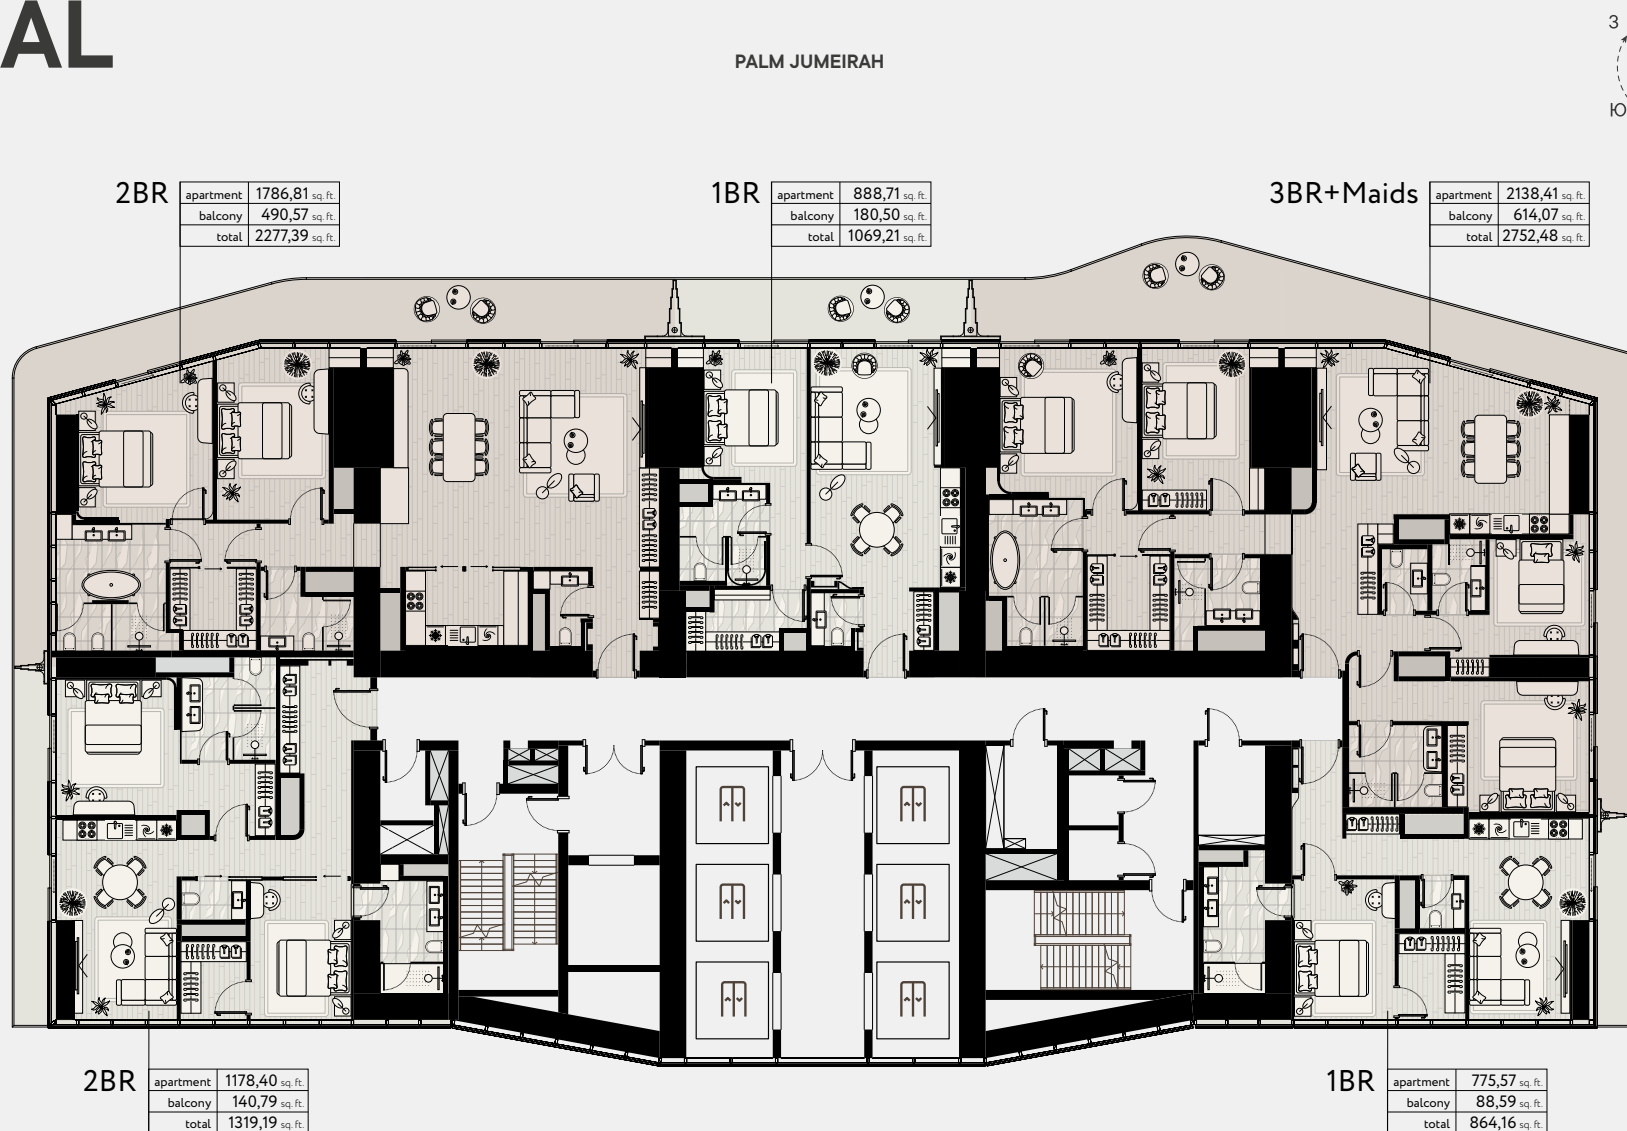 AL
PALM JUMEIRAH
З
Ю
2BR
apartment 1786,81 sq. ft.
balcony 490,57 sq. ft.
total 2277,39 sq. ft.
1BR
apartment 888,71 sq. ft.
balcony 180,50 sq. ft.
total 1069,21 sq. ft.
3BR+Maids
apartment 2138,41 sq. ft.
balcony 614,07 sq. ft.
total 2752,48 sq. ft.
2BR
apartment 1178,40 sq. ft.
balcony 140,79 sq. ft.
total 1319,19 sq. ft.
1BR
apartment 775,57 sq. ft.
balcony 88,59 sq. ft.
total 864,16 sq. ft.